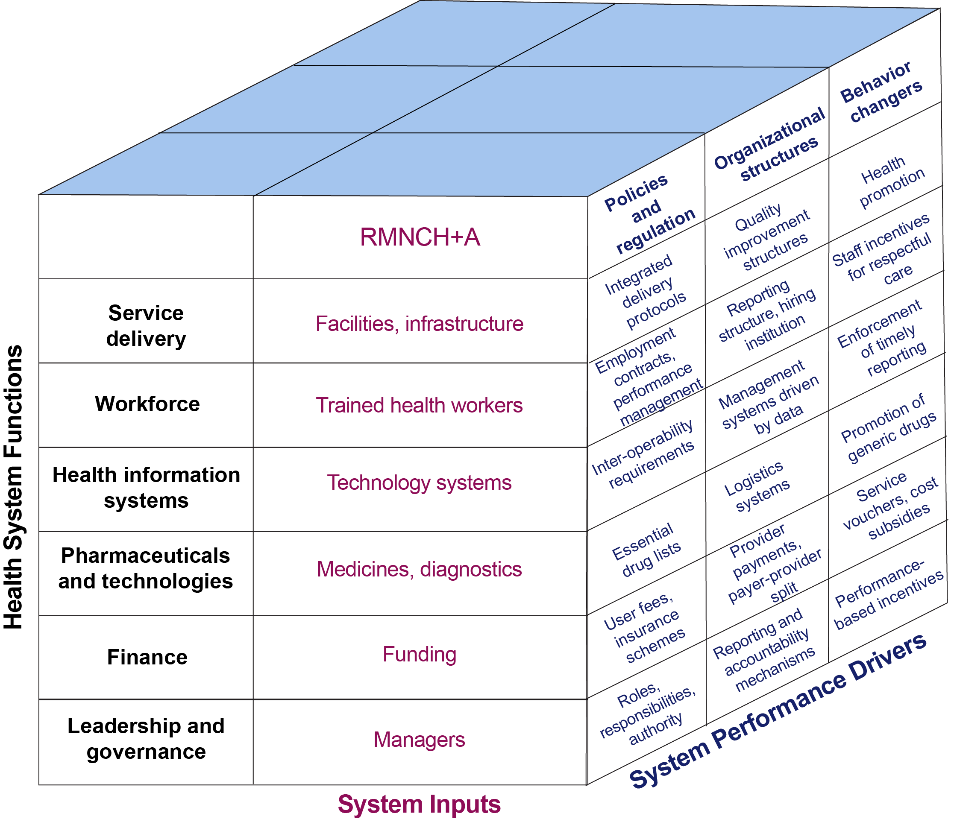 Health System Functions
RMNCH+A
Service
delivery
Facilities, infrastructure
Workforce
Trained health workers
Health information
systems
Technology systems
Pharmaceuticals
and technologies
Medicines, diagnostics
Finance
Funding
Leadership and
governance
Managers
System Inputs
Policies
and
regulation
Organizational
structures
Behavior
changers
Integrated
delivery
protocols
Quality
improvement
structures
Health
promotion
Employment
contracts,
performance
management
Reporting
structure, hiring
institution
Staff incentives
for respectful
care
Inter-operability
requirements
Management
systems driven
by data
Enforcement
of timely
reporting
Essential
drug lists
Logistics
systems
Promotion of
generic drugs
User fees,
insurance
schemes
Provider
payments,
payer-provider
split
Service
vouchers, cost
subsidies
Roles,
responsibilities,
authority
Reporting and
accountability
mechanisms
Performance-
based incentives
System Performance Drivers